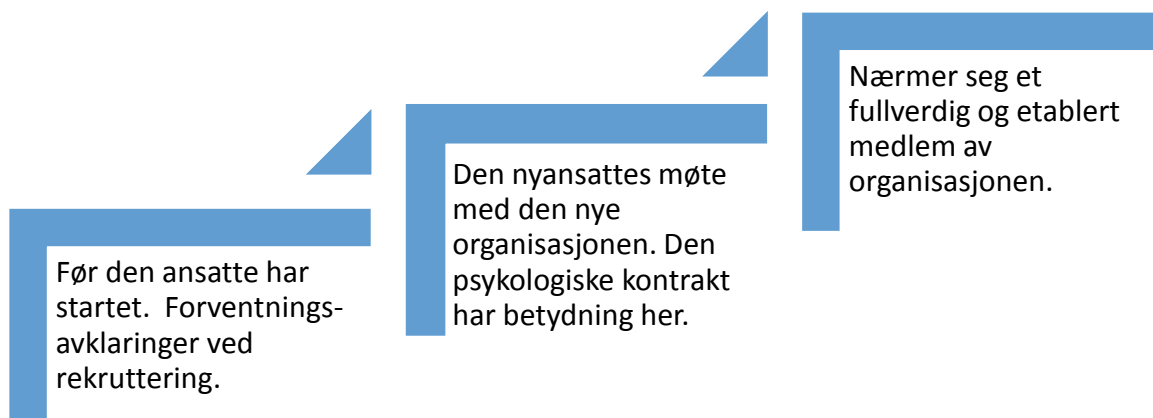 Før den ansatte har
startet.  Forventnings-
avklaringer ved
rekruttering.
Den nyansattes møte
med den nye
organisasjonen. Den
psykologiske kontrakt
har betydning her.
Nærmer seg et
fullverdig og etablert
medlem av
organisasjonen.